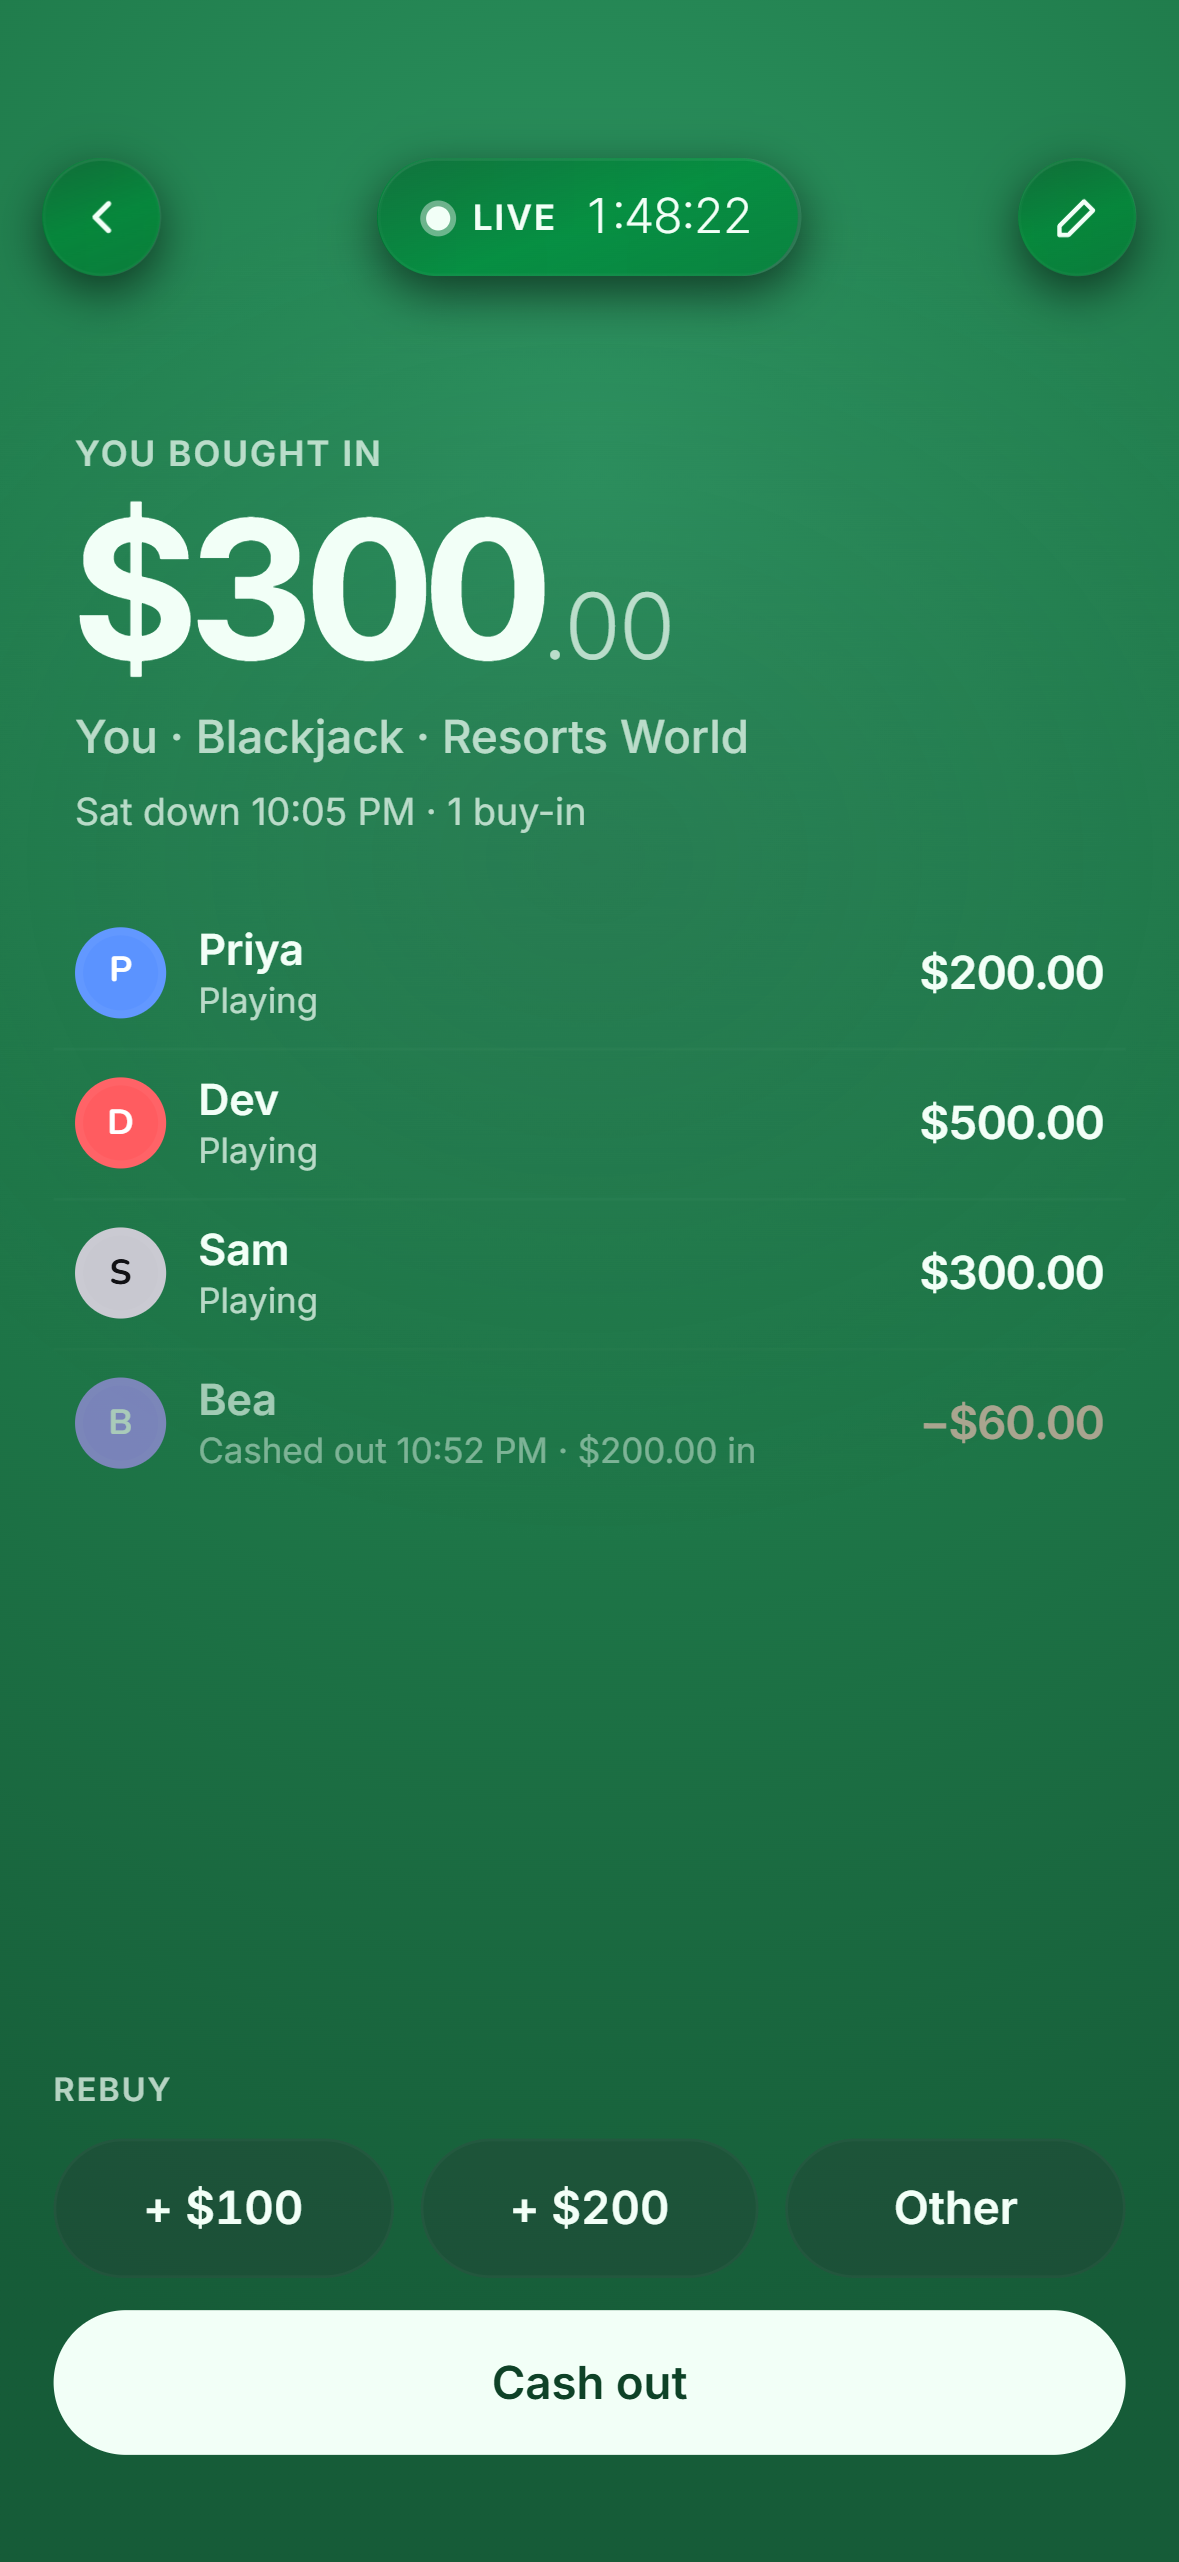 LIVE 1:48:22
YOU BOUGHT IN
$300.00
You · Blackjack · Resorts World
Sat down 10:05 PM · 1 buy-in
P
Priya
Playing
$200.00
D
Dev
Playing
$500.00
S
Sam
Playing
$300.00
B
Bea
Cashed out 10:52 PM · $200.00 in
−$60.00
REBUY
+ $100
+ $200
Other
Cash out